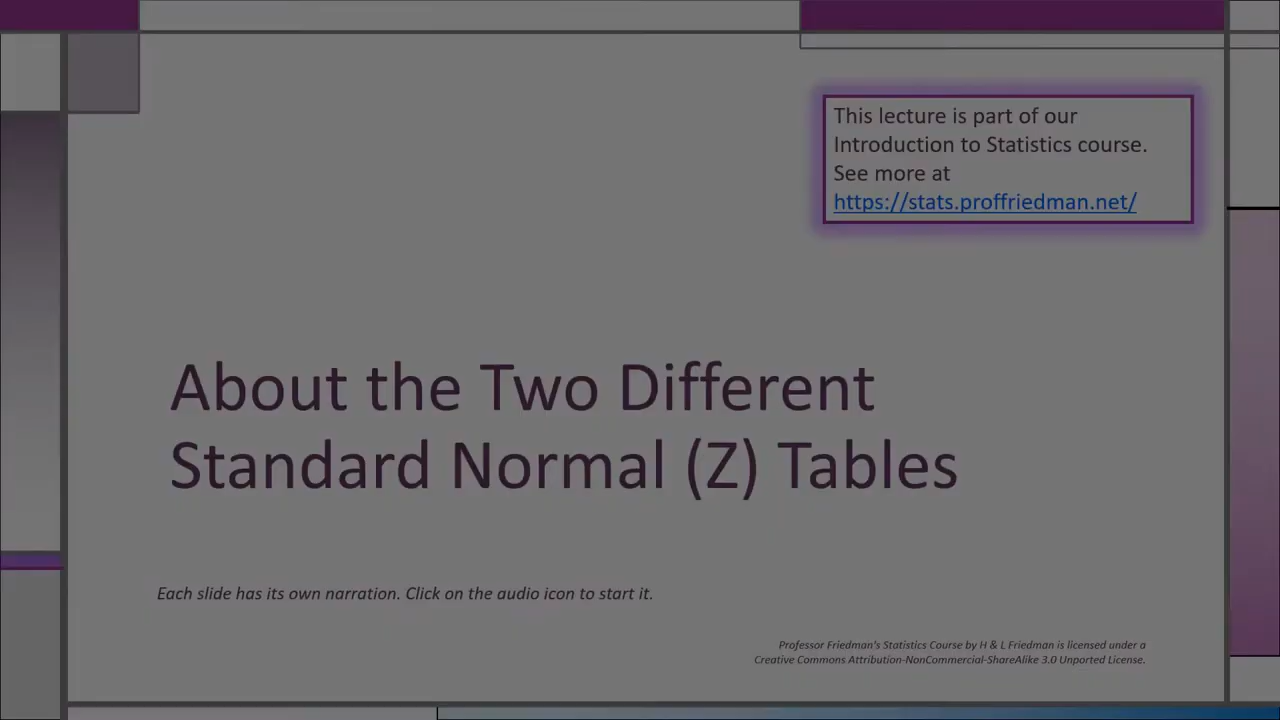 This lecture is part of our
Introduction to Statistics course.
See more at
https://stats.proffriedman.net/
About the Two Different
Standard Normal (Z) Tables
Each slide has its own narration. Click on the audio icon to start it.
Professor Friedman's Statistics Course by H & L Friedman is licensed under a
Creative Commons Attribution-NonCommercial-ShareAlike 3.0 Unported License.